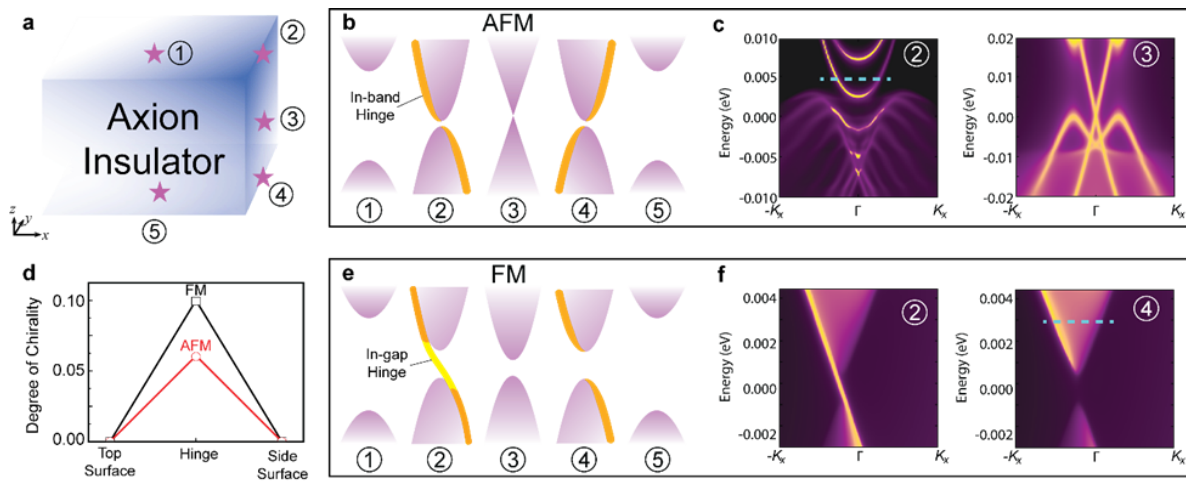 a
①
②
③
④
⑤
Axion
Insulator
z
y
x
b
AFM
In-band
Hinge
① ② ③ ④ ⑤
c
Energy (eV)
0.010
0.005
0.000
-0.005
-0.010
②
-Kx Γ Kx
Energy (eV)
0.02
0.01
0.00
-0.01
-0.02
③
-Kx Γ Kx
d
Degree of Chirality
0.10
0.05
0.00
FM
AFM
Top
Surface
Hinge
Side
Surface
e
FM
In-gap
Hinge
① ② ③ ④ ⑤
f
Energy (eV)
0.004
0.002
0.000
-0.002
②
-Kx Γ Kx
Energy (eV)
0.004
0.002
0.000
-0.002
④
-Kx Γ Kx